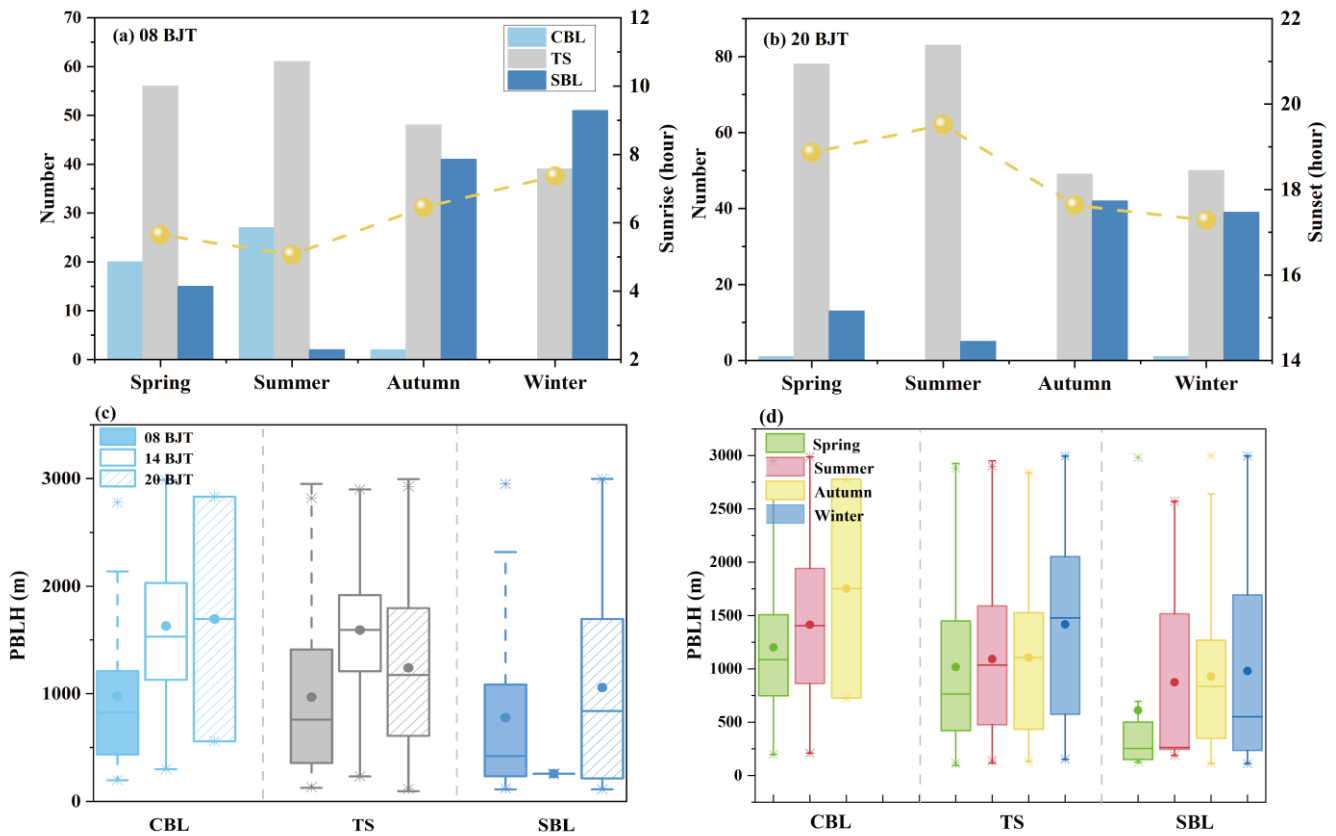 (a) 08 BJT
CBL
TS
SBL
Number
70
60
50
40
30
20
10
0
Sunrise (hour)
12
10
8
6
4
2
Spring Summer Autumn Winter
(b) 20 BJT
Number
80
60
40
20
0
Sunset (hour)
22
20
18
16
14
Spring Summer Autumn Winter
(c)
08 BJT
14 BJT
20 BJT
PBLH (m)
3000
2000
1000
0
CBL TS SBL
(d)
Spring
Summer
Autumn
Winter
PBLH (m)
3000
2500
2000
1500
1000
500
0
CBL TS SBL